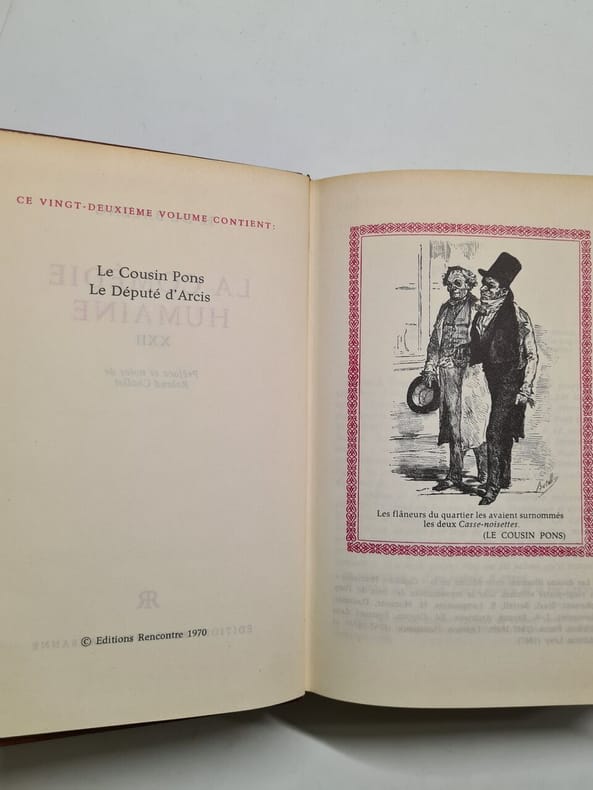 CE VINGT-DEUXIÈME VOLUME CONTIENT:
Le Cousin Pons
Le Député d'Arcis
© Editions Rencontre 1970
Les flâneurs du quartier les avaient surnommés
les deux Casse-noisettes.
(LE COUSIN PONS)